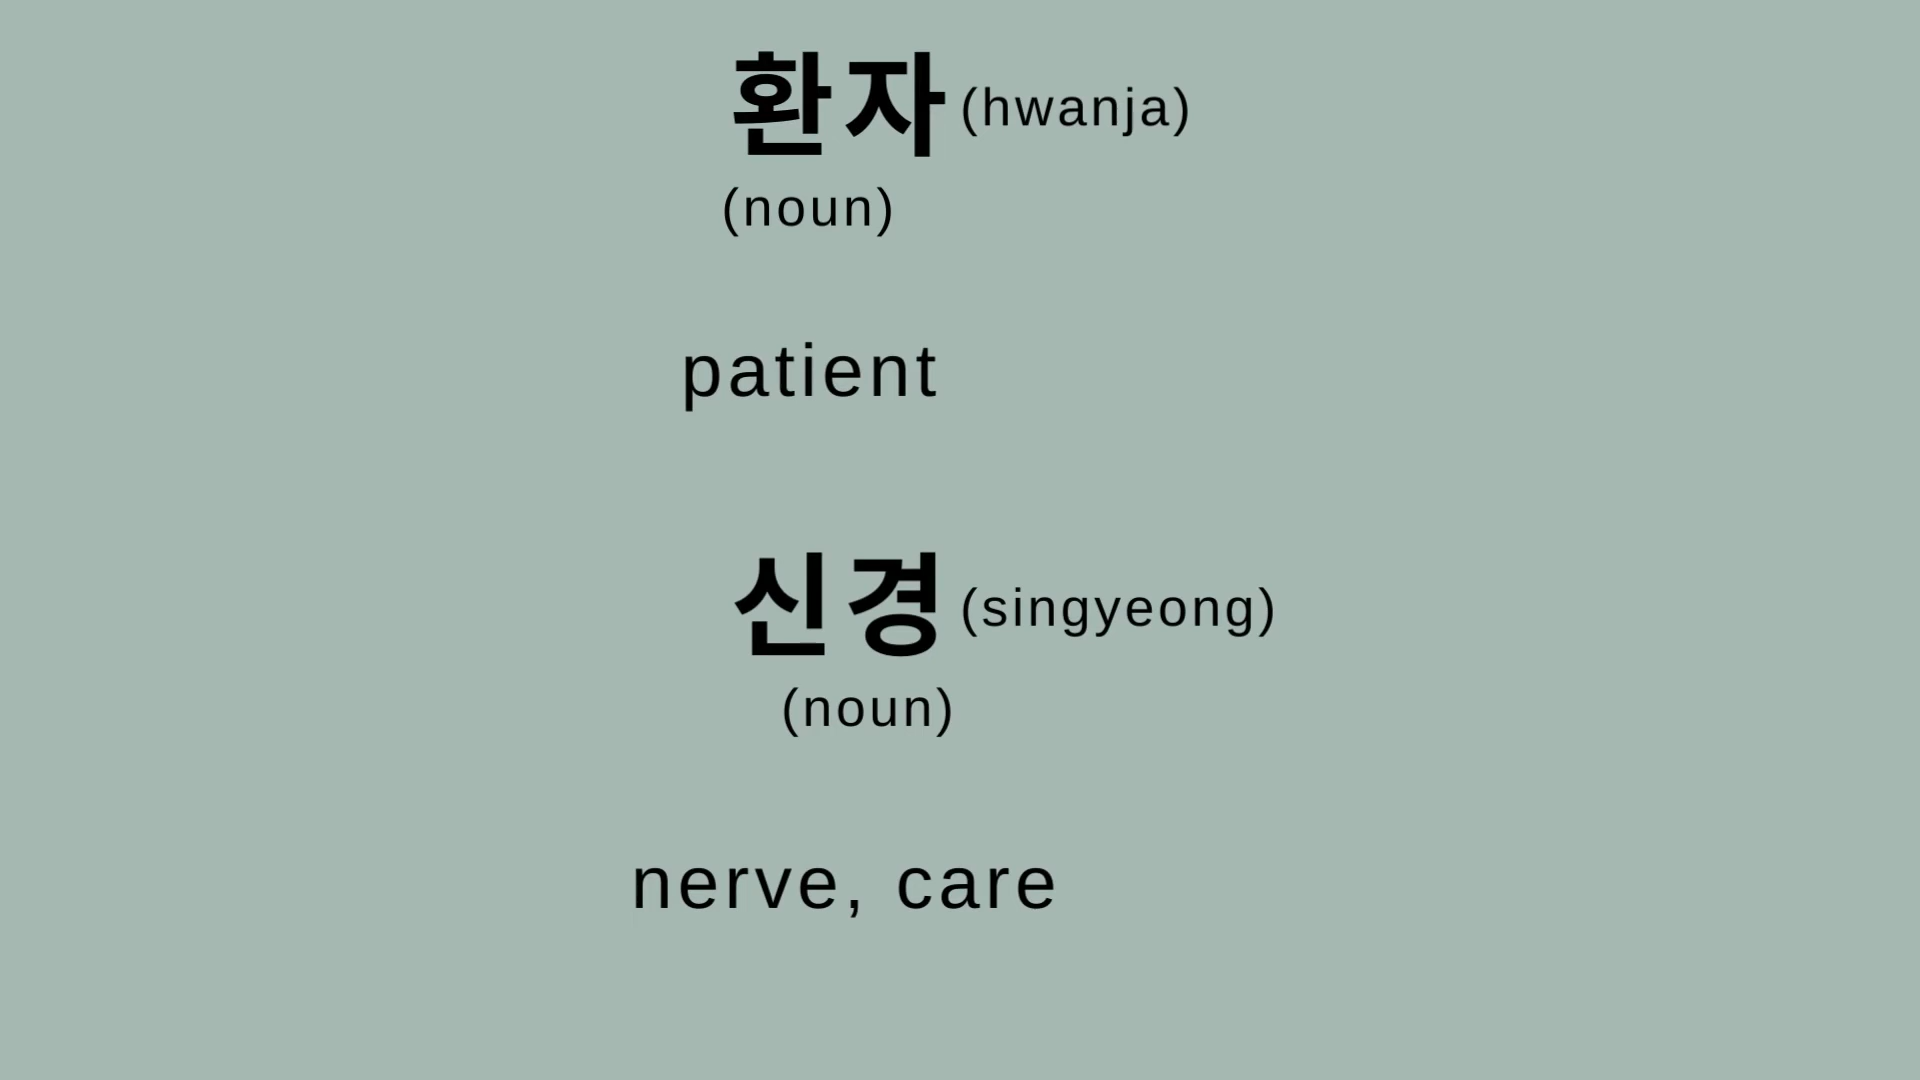 환자 (hwanja)
(noun)
patient
신경 (singyeong)
(noun)
nerve, care